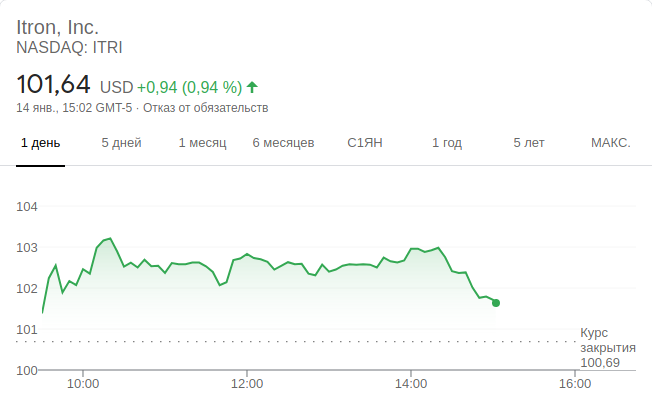 Itron, Inc.
NASDAQ: ITRI
101,64 USD +0,94 (0,94 %)
14 янв., 15:02 GMT-5 · Отказ от обязательств
1 день 5 дней 1 месяц 6 месяцев С1ЯН 1 год 5 лет МАКС.
104
103
102
101
Курс
закрытия
100,69
100
10:00 12:00 14:00 16:00